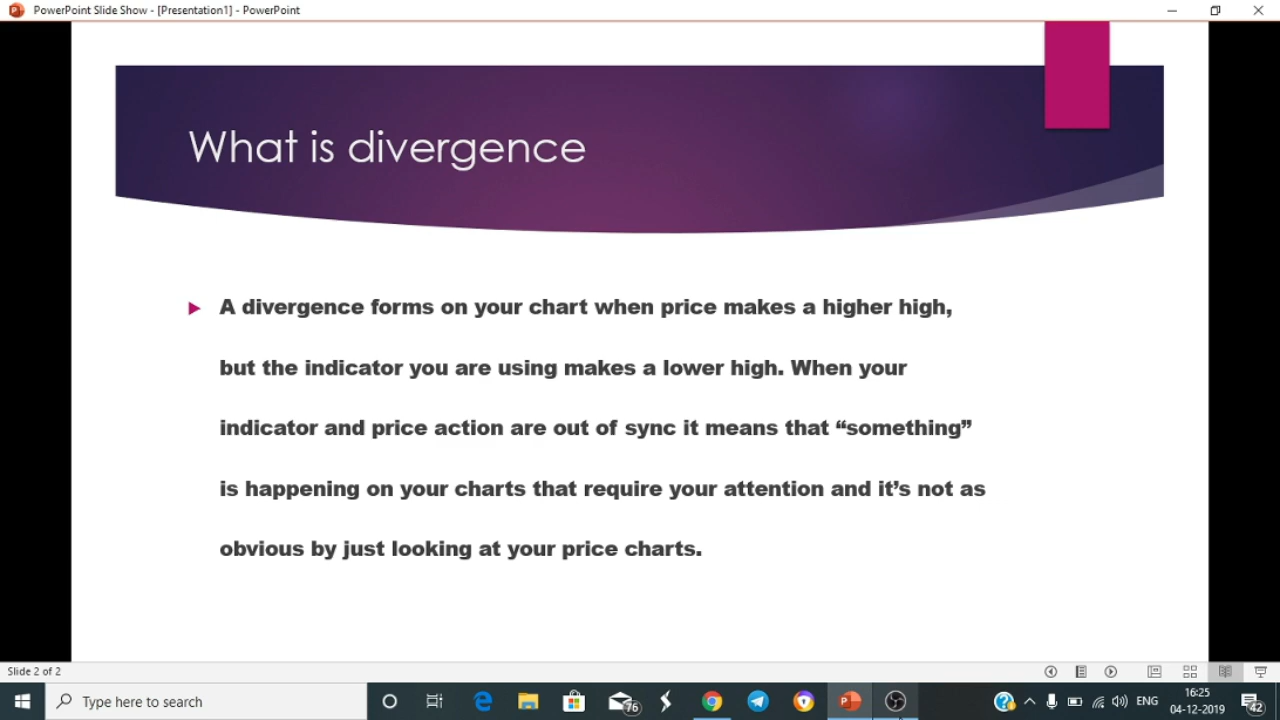 PowerPoint Slide Show - [Presentation1] - PowerPoint
What is divergence
A divergence forms on your chart when price makes a higher high,
but the indicator you are using makes a lower high. When your
indicator and price action are out of sync it means that “something”
is happening on your charts that require your attention and it’s not as
obvious by just looking at your price charts.
Slide 2 of 2
Type here to search
76
ENG
16:25
04-12-2019
42